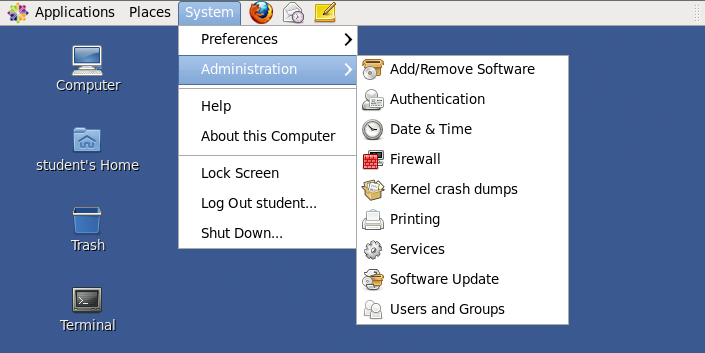 Applications Places System
Preferences
Administration
Help
About this Computer
Lock Screen
Log Out student...
Shut Down...
Add/Remove Software
Authentication
Date & Time
Firewall
Kernel crash dumps
Printing
Services
Software Update
Users and Groups
Computer
student's Home
Trash
Terminal